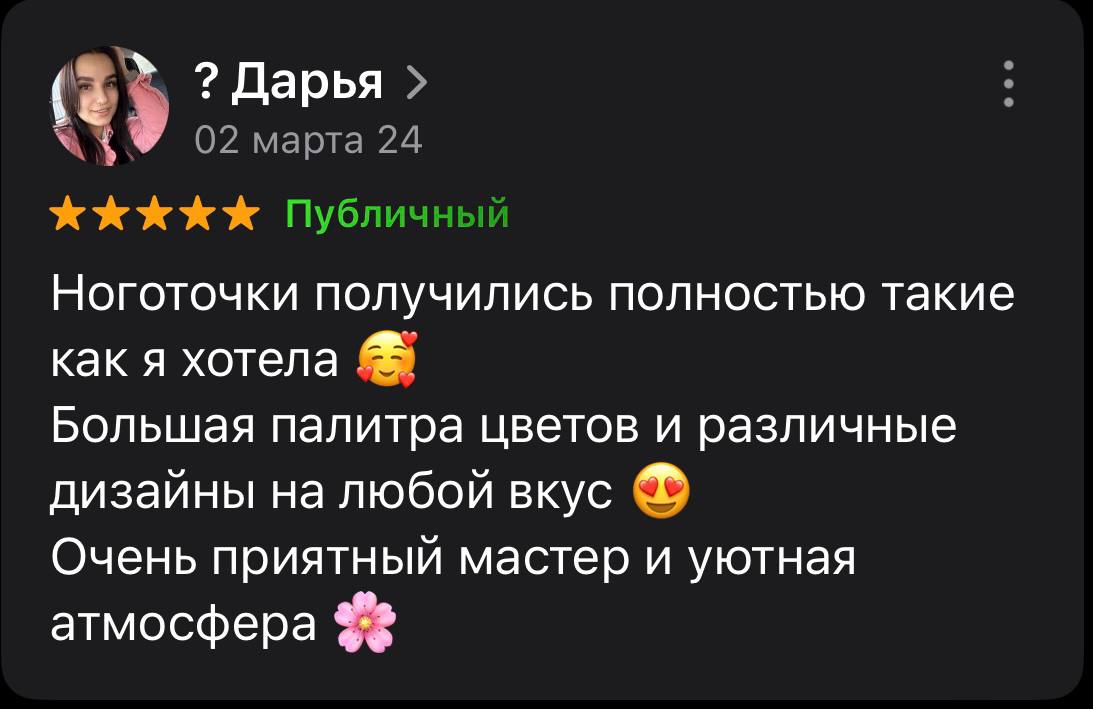 ? Дарья
02 марта 24
Публичный
Ноготочки получились полностью такие
как я хотела 🥰
Большая палитра цветов и различные
дизайны на любой вкус 😍
Очень приятный мастер и уютная
атмосфера 🌸